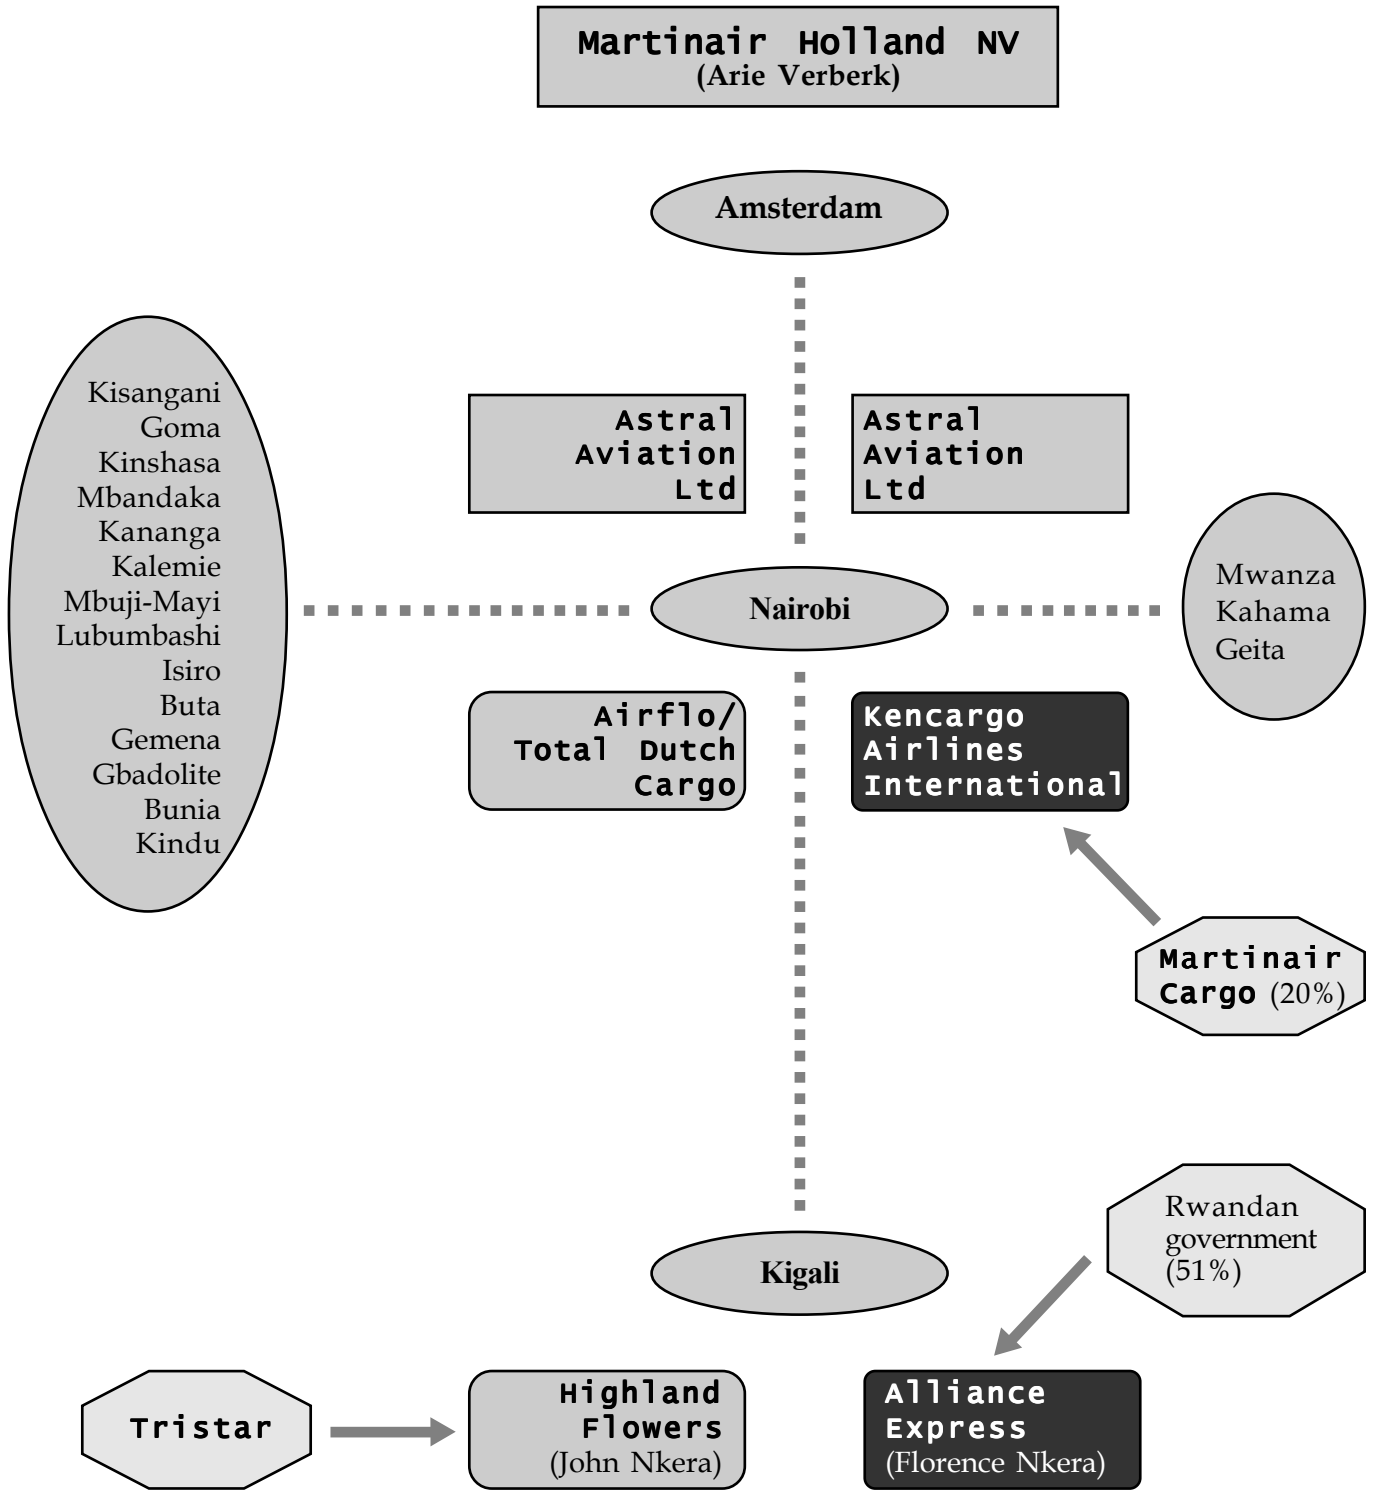 Martinair Holland NV
(Arie Verberk)
Amsterdam
Kisangani
Goma
Kinshasa
Mbandaka
Kananga
Kalemie
Mbuji-Mayi
Lubumbashi
Isiro
Buta
Gemena
Gbadolite
Bunia
Kindu
Astral
Aviation
Ltd
Astral
Aviation
Ltd
Nairobi
Mwanza
Kahama
Geita
Airflo/
Total Dutch
Cargo
Kencargo
Airlines
International
Martinair
Cargo (20%)
Rwandan
government
(51%)
Kigali
Tristar
Highland
Flowers
(John Nkera)
Alliance
Express
(Florence Nkera)